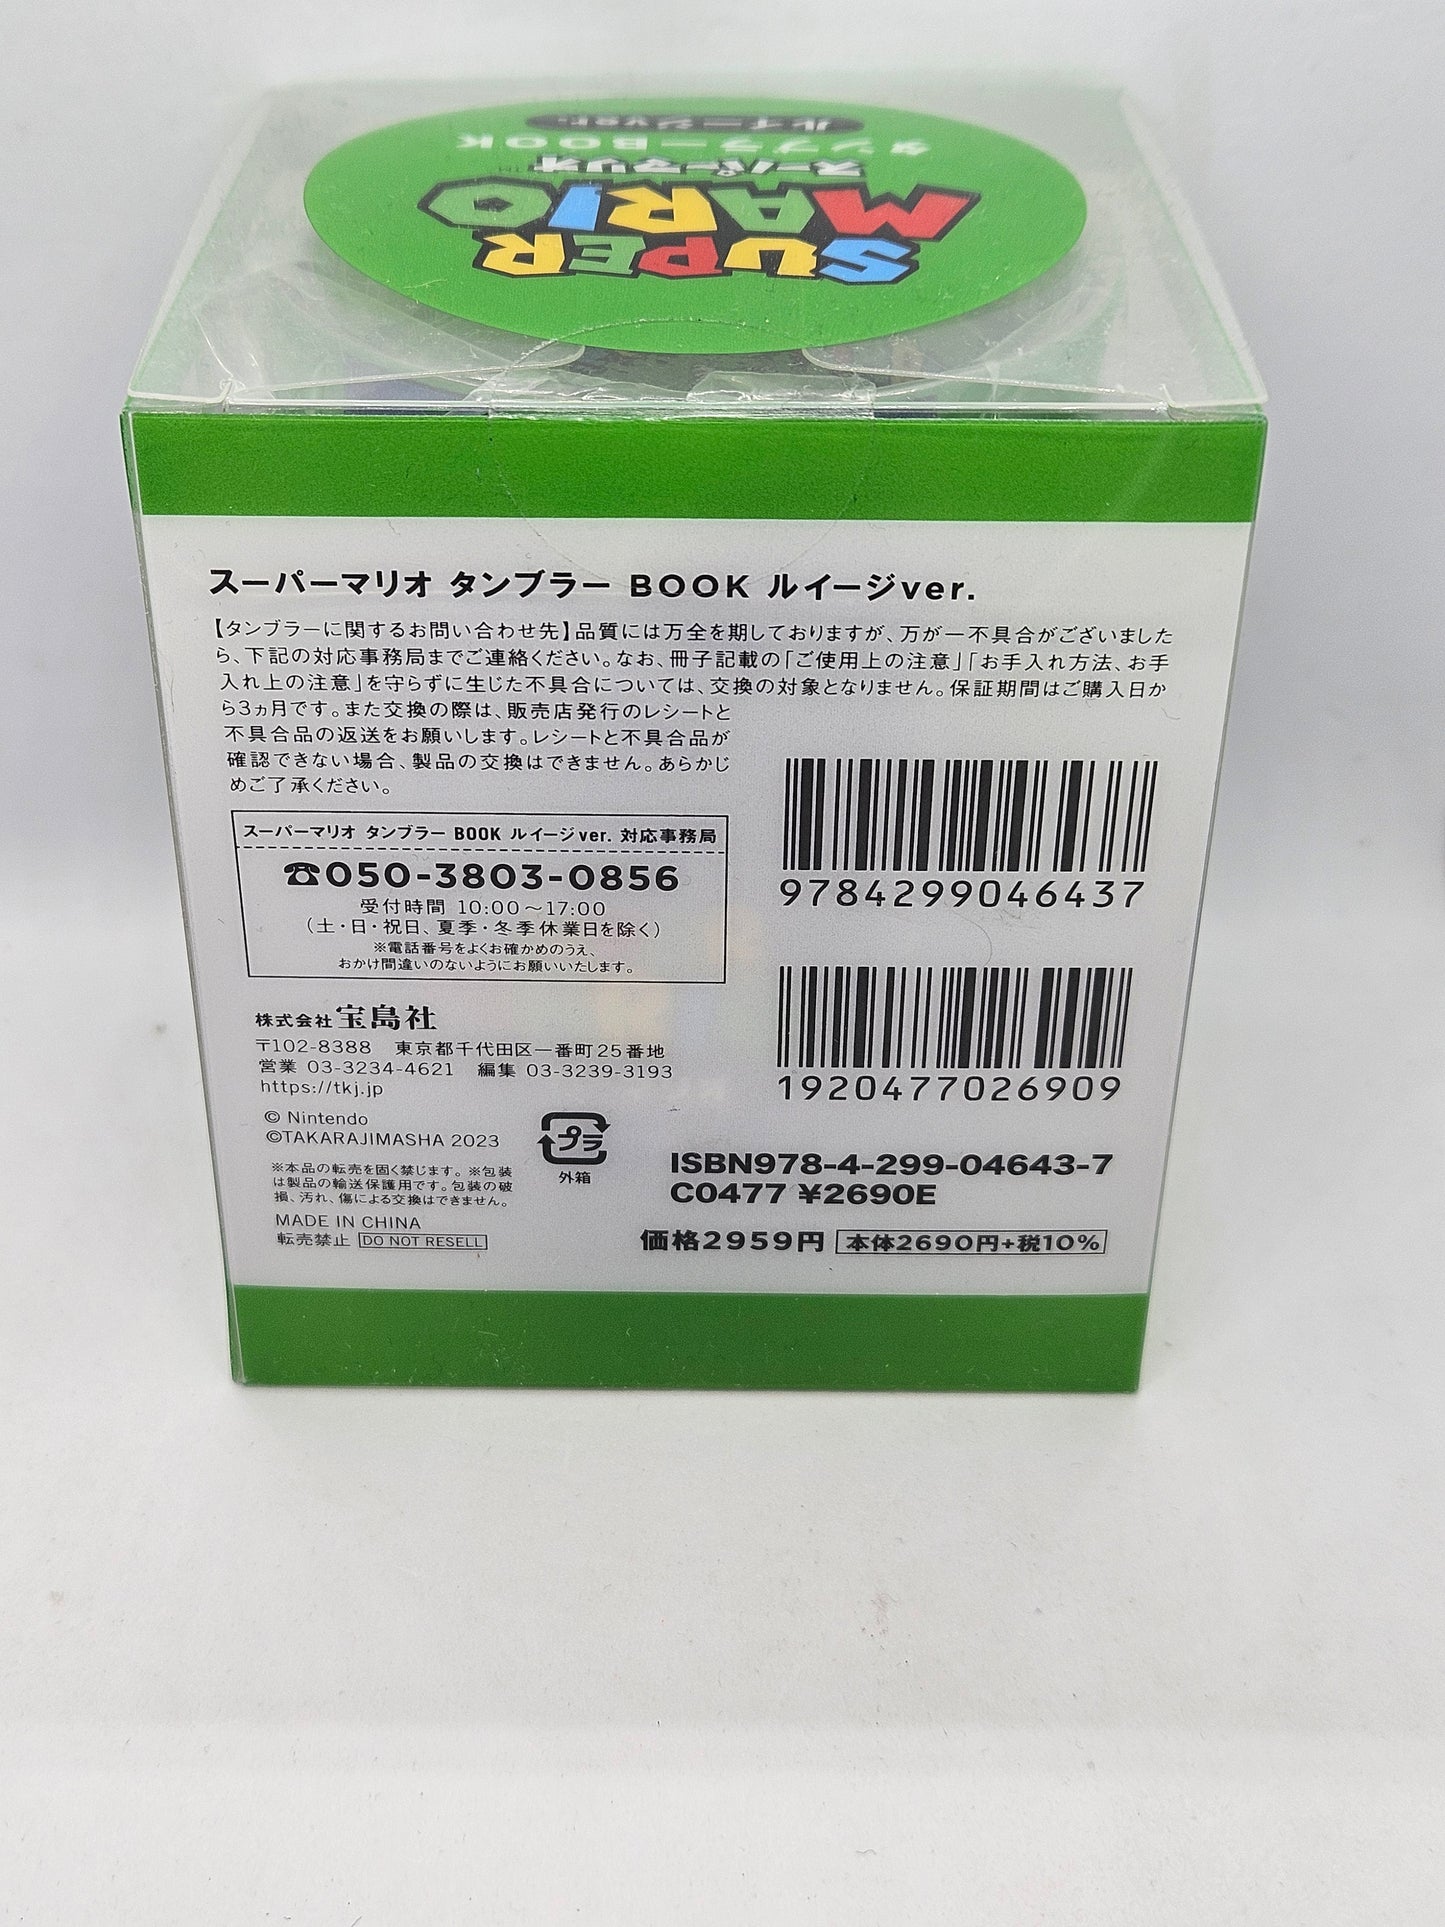 ルイージver.
タンブラーBOOK
スーパーマリオ
SUPER
MARIO
スーパーマリオ タンブラー BOOK ルイージver.
【タンブラーに関するお問い合わせ先】品質には万全を期しておりますが、万が一不具合がございました
ら、下記の対応事務局までご連絡ください。なお、冊子記載の「ご使用上の注意」「お手入れ方法、お手
入れ上の注意」を守らずに生じた不具合については、交換の対象となりません。保証期間はご購入日か
ら3ヵ月です。また交換の際は、販売店発行のレシートと
不具合品の返送をお願いします。レシートと不具合品が
確認できない場合、製品の交換はできません。あらかじ
めご了承ください。
スーパーマリオ タンブラー BOOK ルイージver. 対応事務局
☎050-3803-0856
受付時間 10:00～17:00
（土・日・祝日、夏季・冬季休業日を除く）
※電話番号をよくお確かめのうえ、
おかけ間違いのないようにお願いいたします。
9784299046437
1920477026909
株式会社宝島社
〒102-8388 東京都千代田区一番町25番地
営業 03-3234-4621 編集 03-3239-3193
https://tkj.jp
© Nintendo
©TAKARAJIMASHA 2023
プラ
外箱
※本品の転売を固く禁じます。※包装
は製品の輸送保護用です。包装の破
損、汚れ、傷による交換はできません。
MADE IN CHINA
転売禁止 DO NOT RESELL
ISBN978-4-299-04643-7
C0477 ¥2690E
価格2959円 本体2690円+税10%